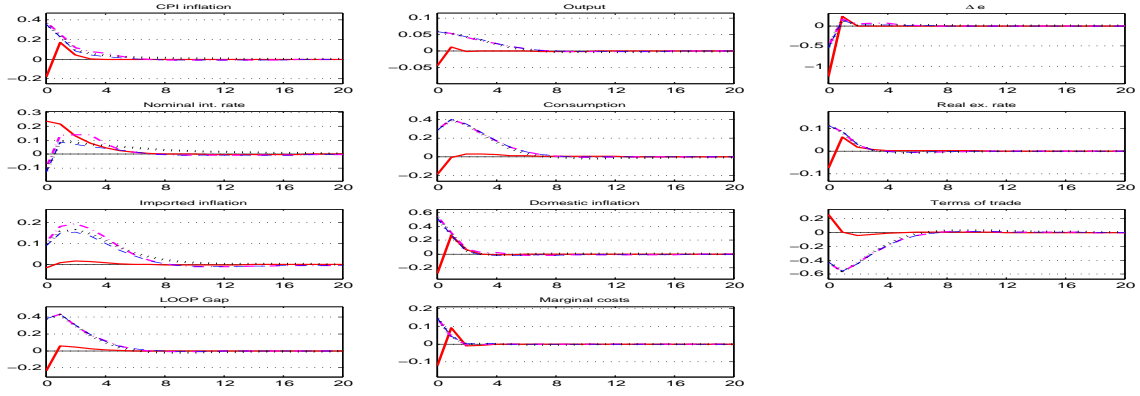 CPI inflation
0.4
0.2
0
−0.2
0 4 8 12 16 20
Output
0.1
0.05
0
−0.05
0 4 8 12 16 20
Δ e
0
−1
0 4 8 12 16 20
Nominal int. rate
0.3
0.2
0.1
0
−0.1
0 4 8 12 16 20
Consumption
0.4
0.2
0
−0.2
0 4 8 12 16 20
Real ex. rate
0.1
0
−0.1
0 4 8 12 16 20
Imported inflation
0.2
0.1
0
0 4 8 12 16 20
Domestic inflation
0.6
0.4
0.2
0
−0.2
0 4 8 12 16 20
Terms of trade
0.2
0
−0.2
−0.4
−0.6
0 4 8 12 16 20
LOOP Gap
0.4
0.2
0
−0.2
0 4 8 12 16 20
Marginal costs
0.2
0.1
0
−0.1
0 4 8 12 16 20